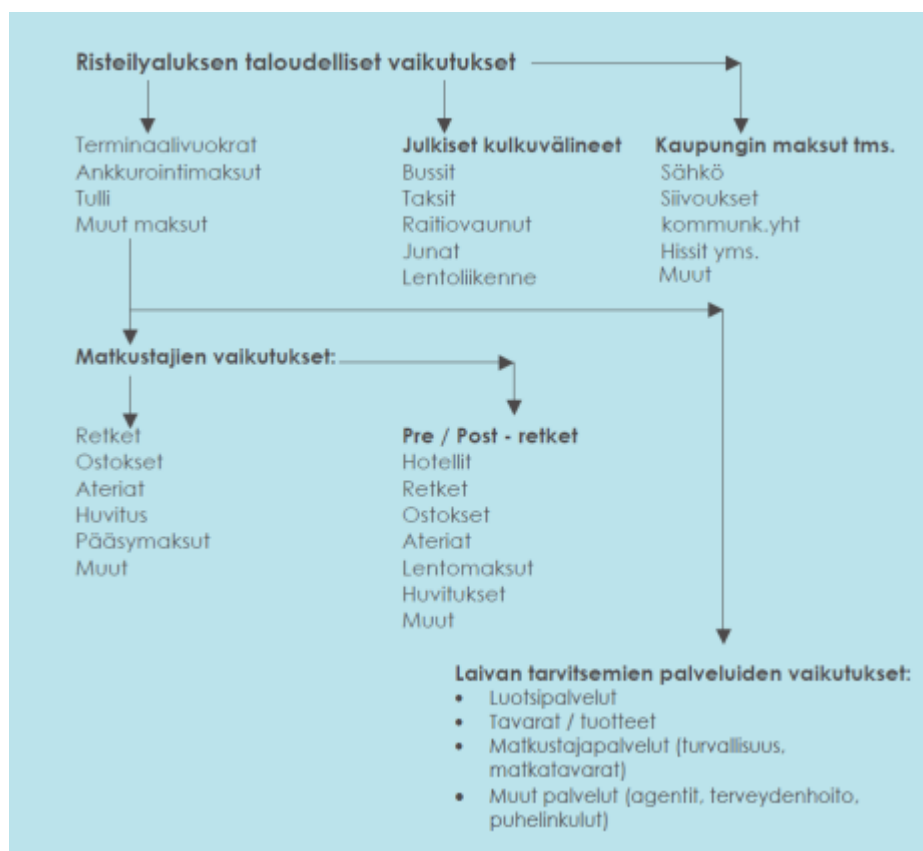 Risteilyaluksen taloudelliset vaikutukset
Terminaalivuokrat
Ankkurointimaksut
Tulli
Muut maksut
Julkiset kulkuvälineet
Bussit
Taksit
Raitiovaunut
Junat
Lentoliikenne
Kaupungin maksut tms.
Sähkö
Siivoukset
kommunk.yht
Hissit yms.
Muut
Matkustajien vaikutukset:
Retket
Ostokset
Ateriat
Huvitus
Pääsymaksut
Muut
Pre / Post - retket
Hotellit
Retket
Ostokset
Ateriat
Lentomaksut
Huvitukset
Muut
Laivan tarvitsemien palveluiden vaikutukset:
• Luotsipalvelut
• Tavarat / tuotteet
• Matkustajapalvelut (turvallisuus,
matkatavarat)
• Muut palvelut (agentit, terveydenhoito,
puhelinkulut)